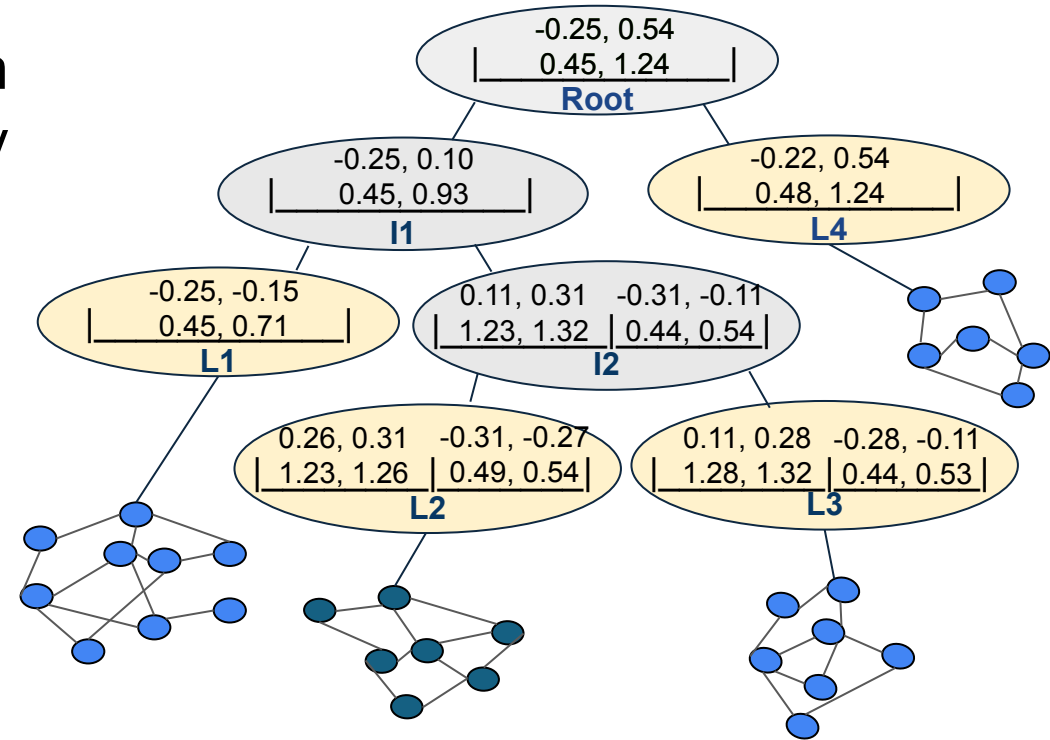 -0.25, 0.54
0.45, 1.24
Root
-0.25, 0.10
0.45, 0.93
I1
-0.22, 0.54
0.48, 1.24
L4
-0.25, -0.15
0.45, 0.71
L1
0.11, 0.31 -0.31, -0.11
1.23, 1.32 0.44, 0.54
I2
0.26, 0.31 -0.31, -0.27
1.23, 1.26 0.49, 0.54
L2
0.11, 0.28 -0.28, -0.11
1.28, 1.32 0.44, 0.53
L3